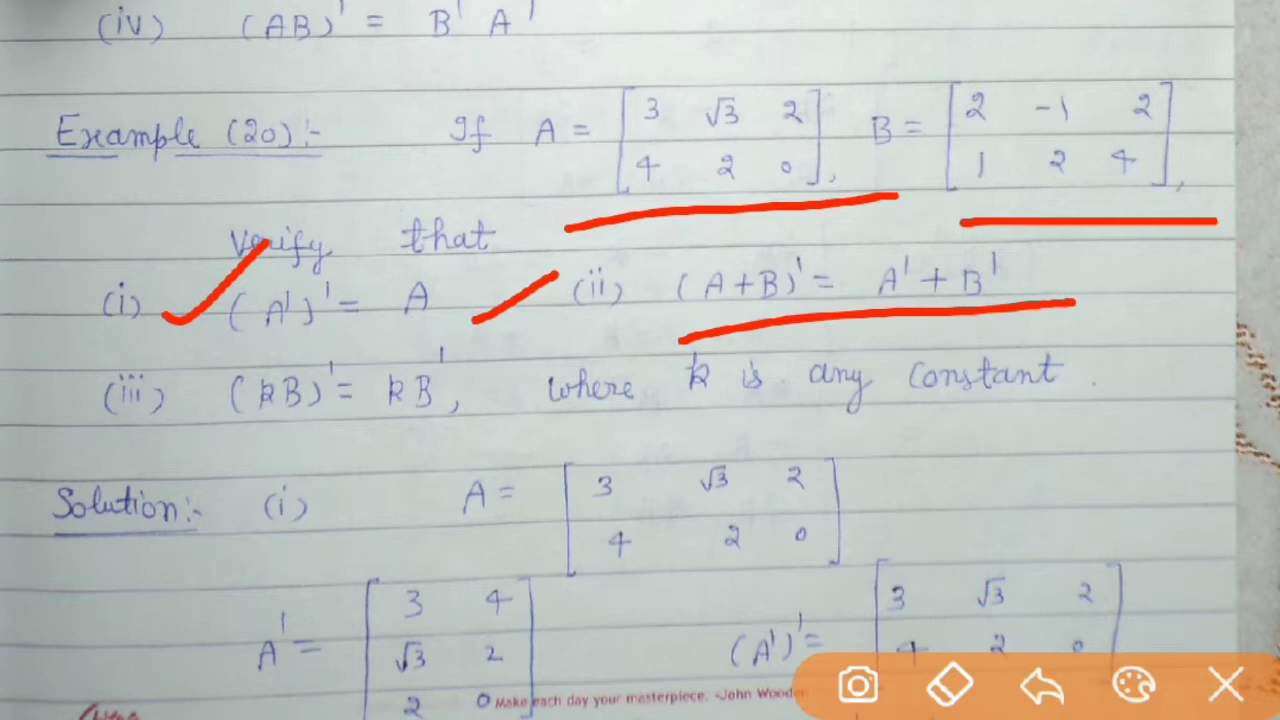 (iv) (AB)' = B' A'
Example (20):- If A = [3 √3 2
4 2 0], B = [2 -1 2
1 2 4],
Verify that
(i) (A')' = A (ii) (A+B)' = A' + B'
(iii) (kB)' = kB', where k is any constant.
Solution:- (i) A = [3 √3 2
4 2 0]
A' = [3 4
√3 2
2 0]
(A')' = [3 √3 2
4 2 0]
Make each day your masterpiece. -John Wooden